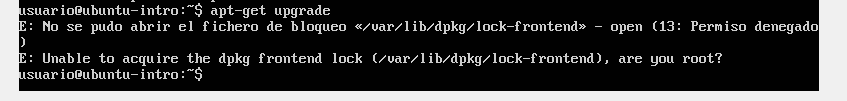 usuario@ubuntu-intro:~$ apt-get upgrade
E: No se pudo abrir el fichero de bloqueo «/var/lib/dpkg/lock-frontend» - open (13: Permiso denegado
)
E: Unable to acquire the dpkg frontend lock (/var/lib/dpkg/lock-frontend), are you root?
usuario@ubuntu-intro:~$